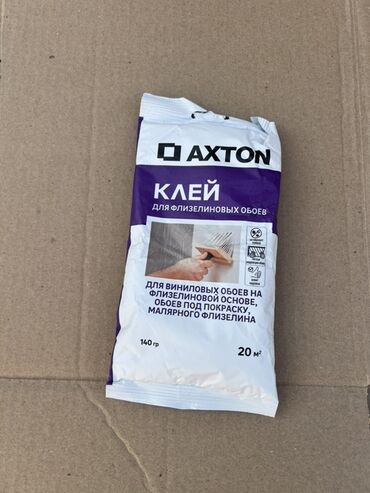 AXTON
КЛЕЙ
ДЛЯ ФЛИЗЕЛИНОВЫХ ОБОЕВ
ДЛЯ ВИНИЛОВЫХ ОБОЕВ НА
ФЛИЗЕЛИНОВОЙ ОСНОВЕ,
ОБОЕВ ПОД ПОКРАСКУ,
МАЛЯРНОГО ФЛИЗЕЛИНА
140 гр
20 м²